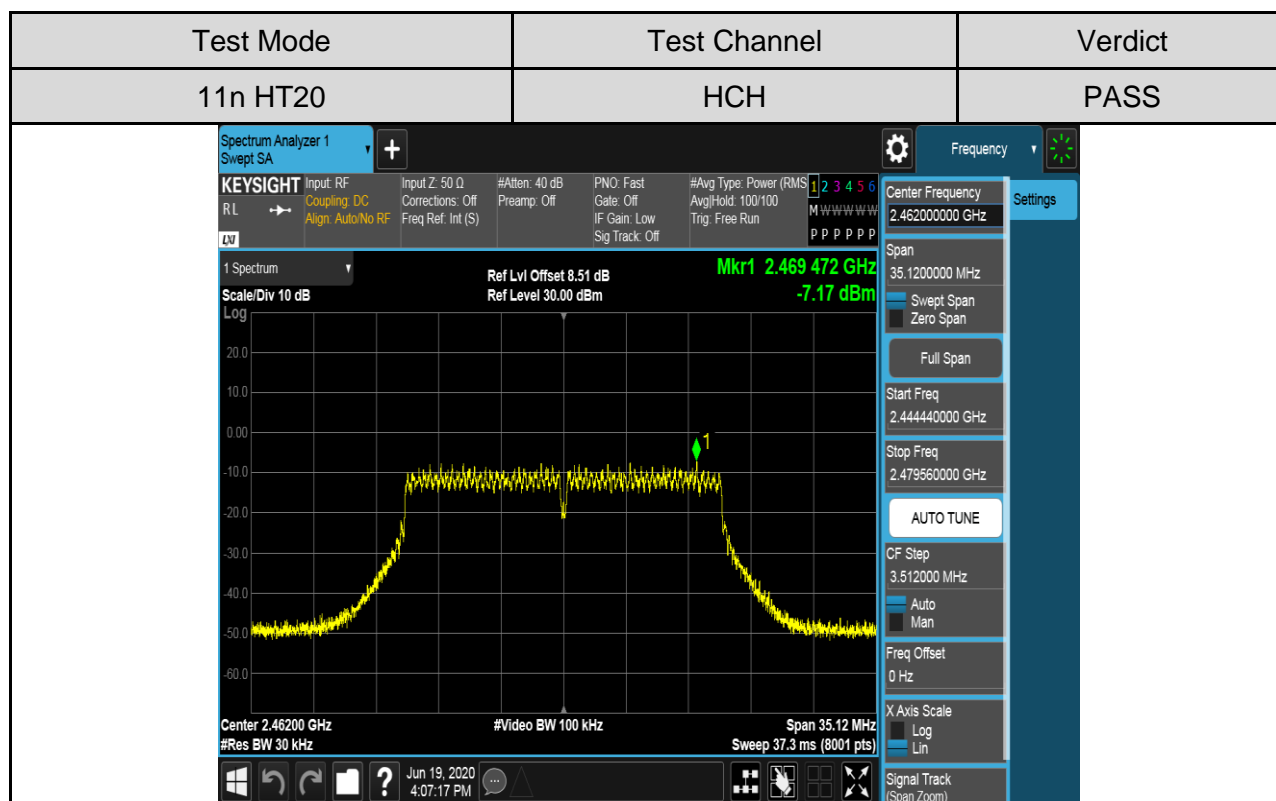 Test Mode Test Channel Verdict
11n HT20 HCH PASS
Spectrum Analyzer 1
Swept SA
Frequency
KEYSIGHT Input: RF Input Z: 50 Ω #Atten: 40 dB PNO: Fast #Avg Type: Power (RMS 1 2 3 4 5 6
RL Coupling: DC Corrections: Off Preamp: Off Gate: Off Avg|Hold: 100/100 M W W W W W
Align: Auto/No RF Freq Ref: Int (S) IF Gain: Low Trig: Free Run
LXI Sig Track: Off P P P P P P
1 Spectrum
Ref Lvl Offset 8.51 dB
Mkr1 2.469 472 GHz
Scale/Div 10 dB Ref Level 30.00 dBm -7.17 dBm
Log
20.0
10.0
0.00
-10.0
-20.0
-30.0
-40.0
-50.0
-60.0
1
Center 2.46200 GHz #Video BW 100 kHz Span 35.12 MHz
#Res BW 30 kHz Sweep 37.3 ms (8001 pts)
Jun 19, 2020
4:07:17 PM
?
Center Frequency
2.462000000 GHz
Settings
Span
35.1200000 MHz
Swept Span
Zero Span
Full Span
Start Freq
2.444440000 GHz
Stop Freq
2.479560000 GHz
AUTO TUNE
CF Step
3.512000 MHz
Auto
Man
Freq Offset
0 Hz
X Axis Scale
Log
Lin
Signal Track
(Span Zoom)